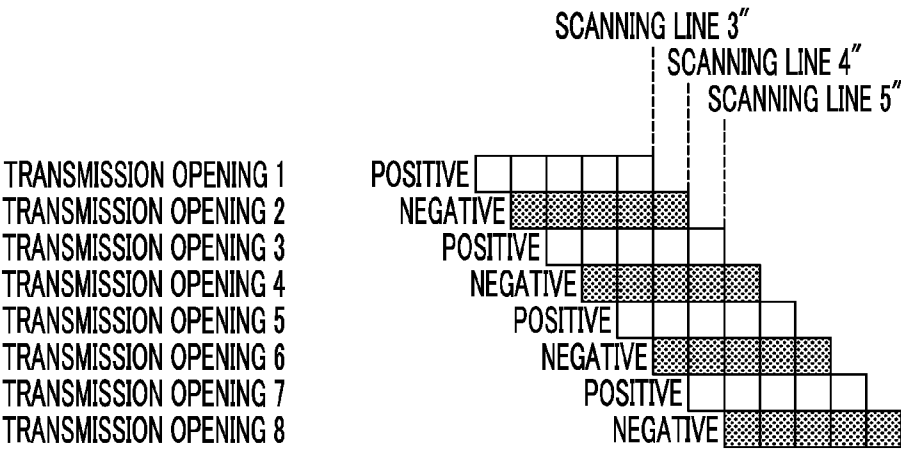 SCANNING LINE 3″
SCANNING LINE 4″
SCANNING LINE 5″
TRANSMISSION OPENING 1 POSITIVE
TRANSMISSION OPENING 2 NEGATIVE
TRANSMISSION OPENING 3 POSITIVE
TRANSMISSION OPENING 4 NEGATIVE
TRANSMISSION OPENING 5 POSITIVE
TRANSMISSION OPENING 6 NEGATIVE
TRANSMISSION OPENING 7 POSITIVE
TRANSMISSION OPENING 8 NEGATIVE